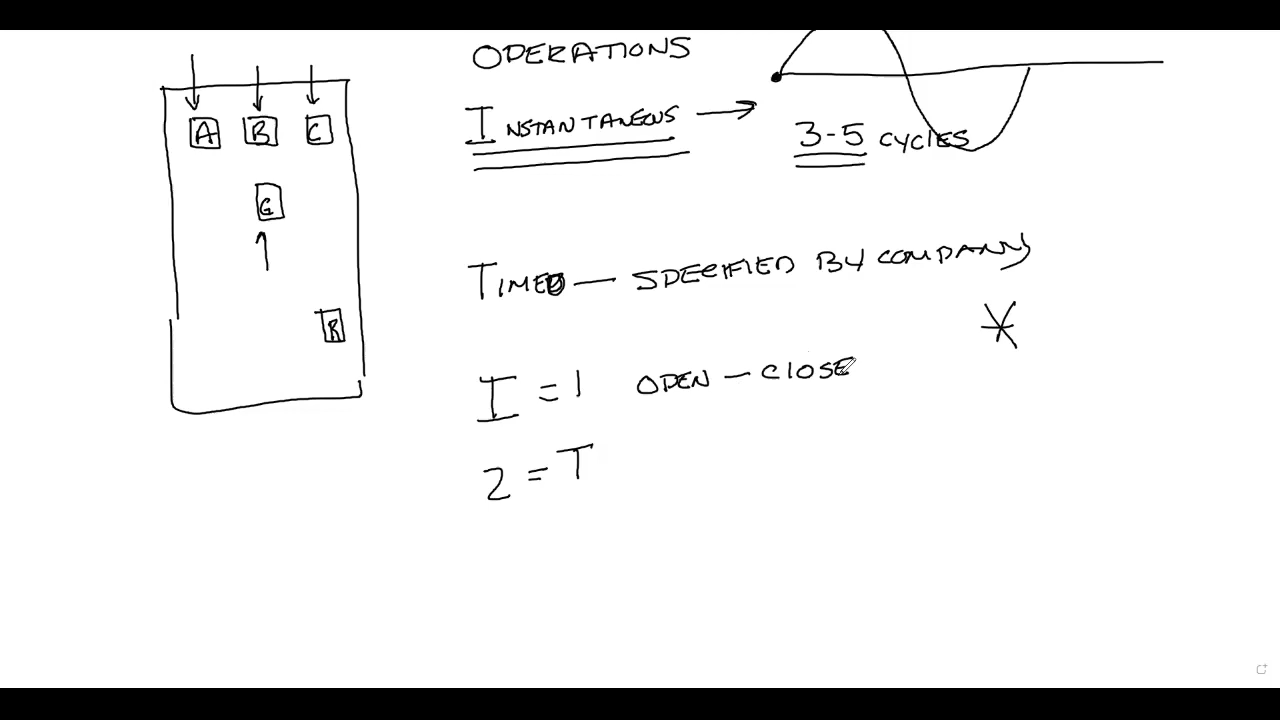 OPERATIONS
INSTANTANEOUS →
3-5 CYCLES
A B C
G
TIMED — SPECIFIED BY COMPANY
*
R
I = 1 OPEN — CLOSE
2 = T